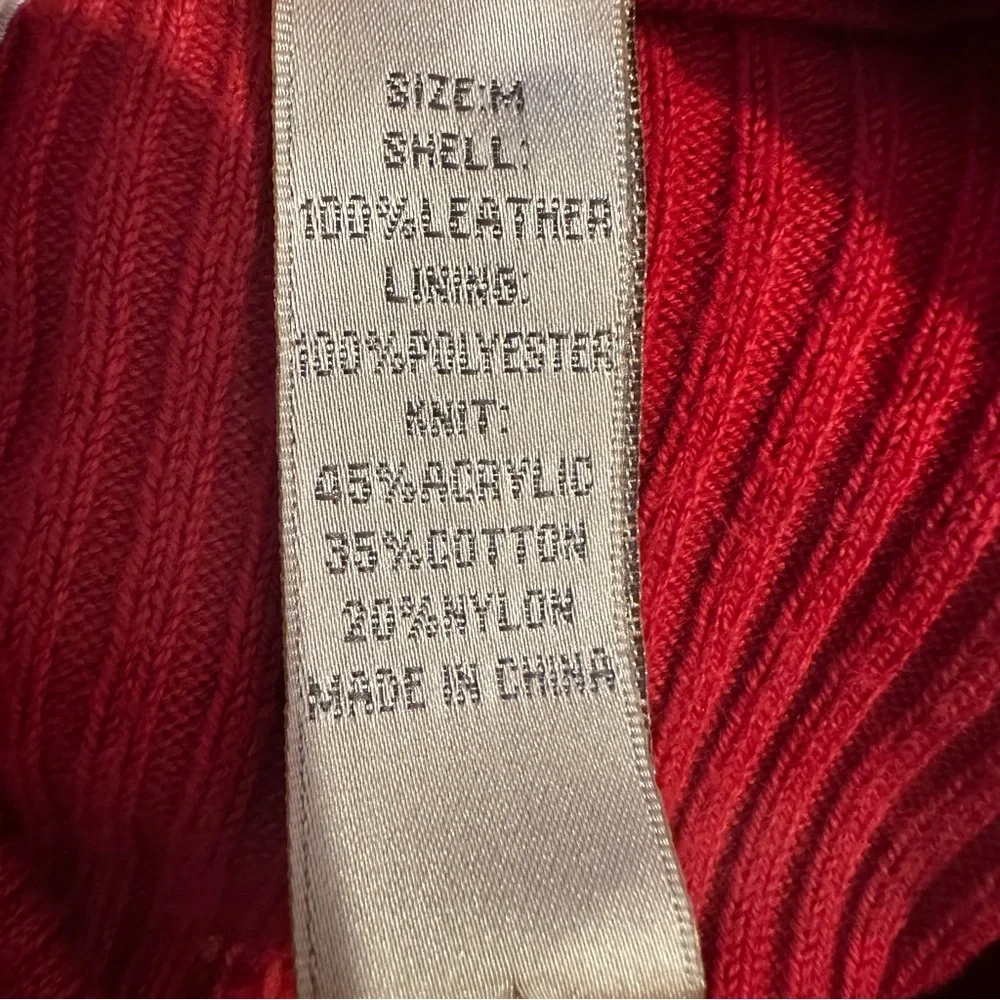 SIZE:M
SHELL:
100%LEATHER
LINING:
100%POLYESTER
KNIT:
45%ACRYLIC
35%COTTON
20%NYLON
MADE IN CHINA